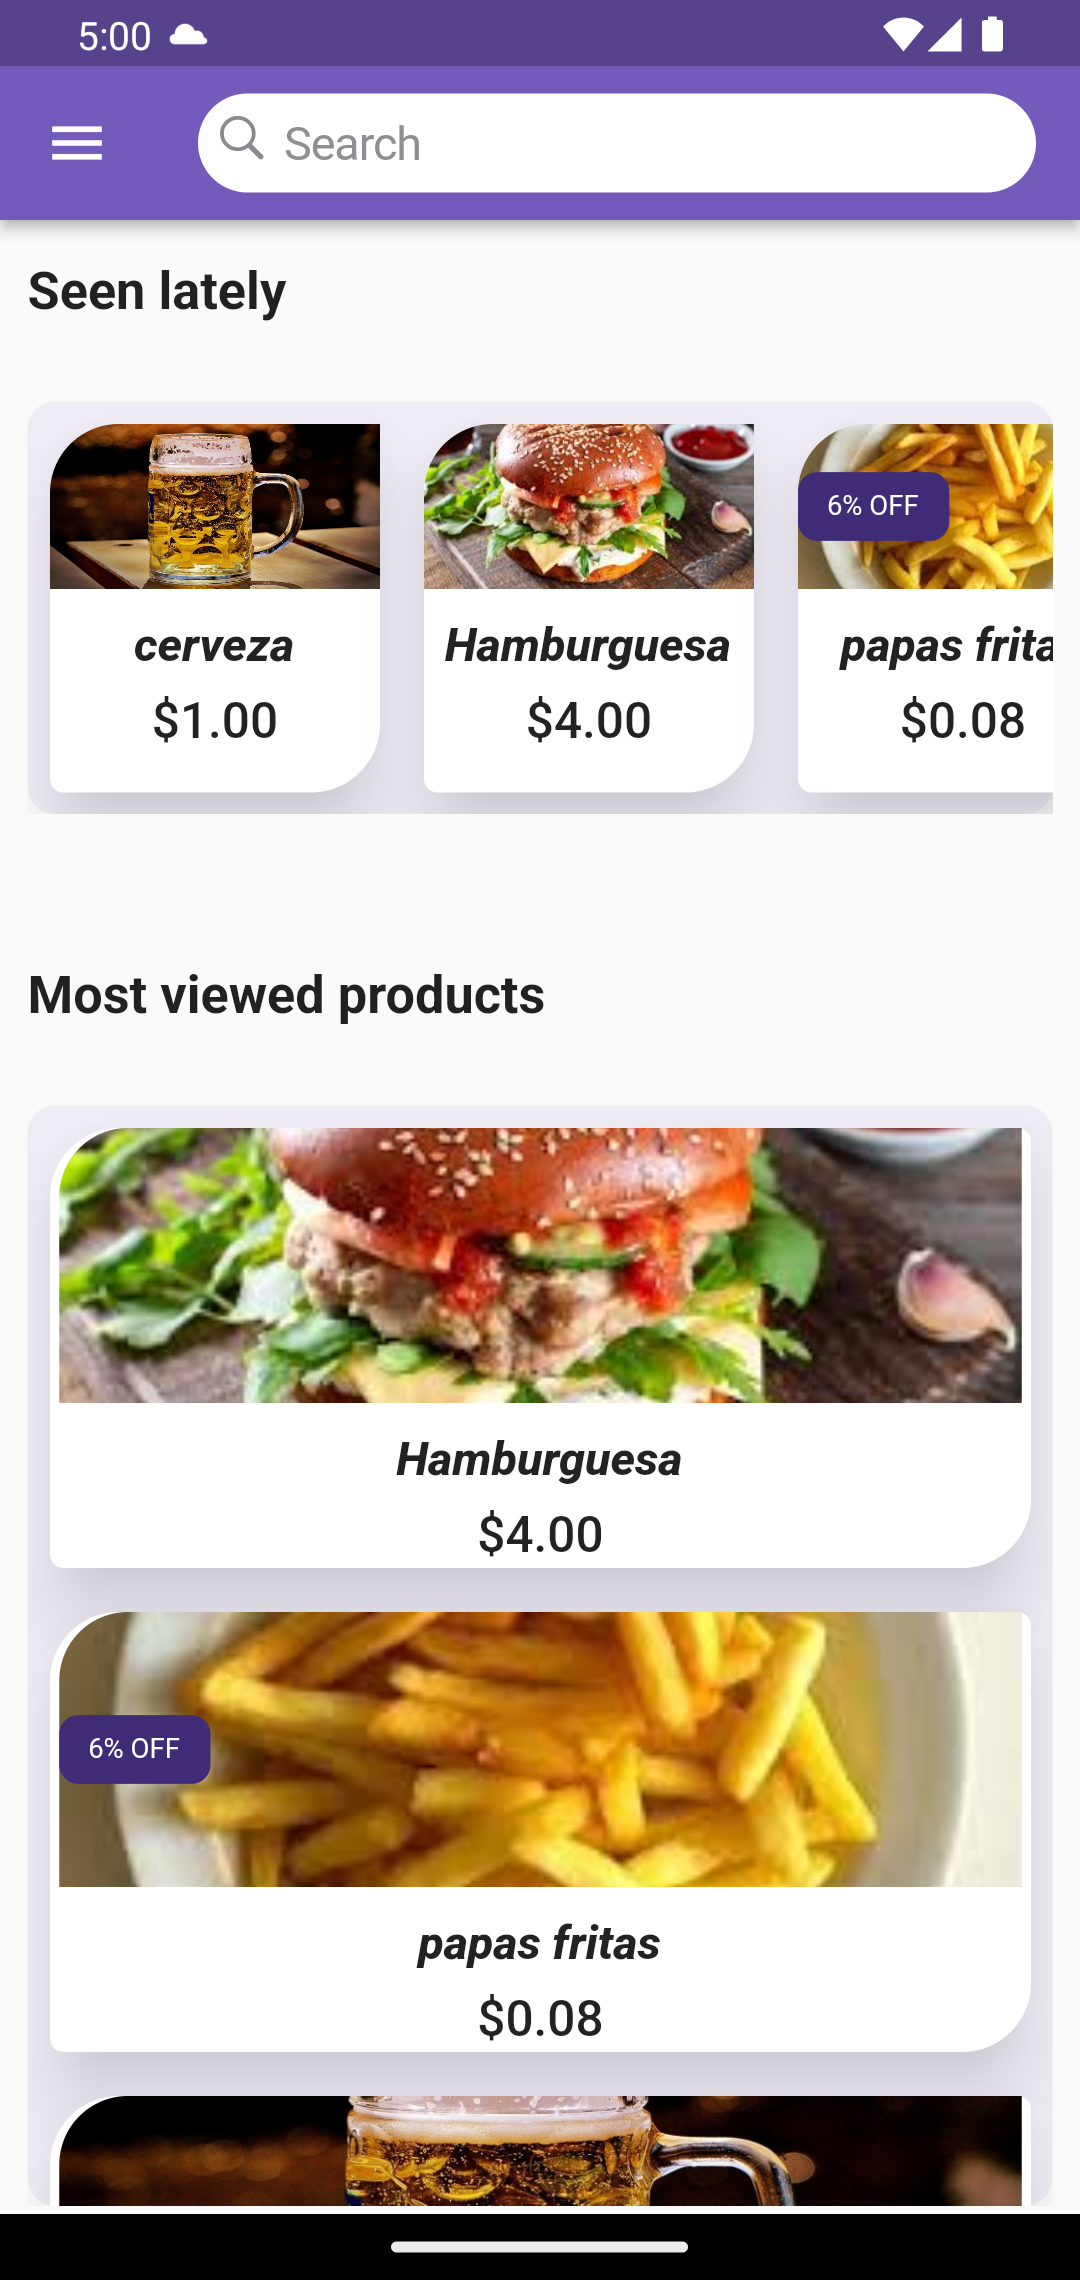 5:00
Search
Seen lately
6% OFF
cerveza
Hamburguesa
papas frita
$1.00
$4.00
$0.08
Most viewed products
Hamburguesa
$4.00
6% OFF
papas fritas
$0.08